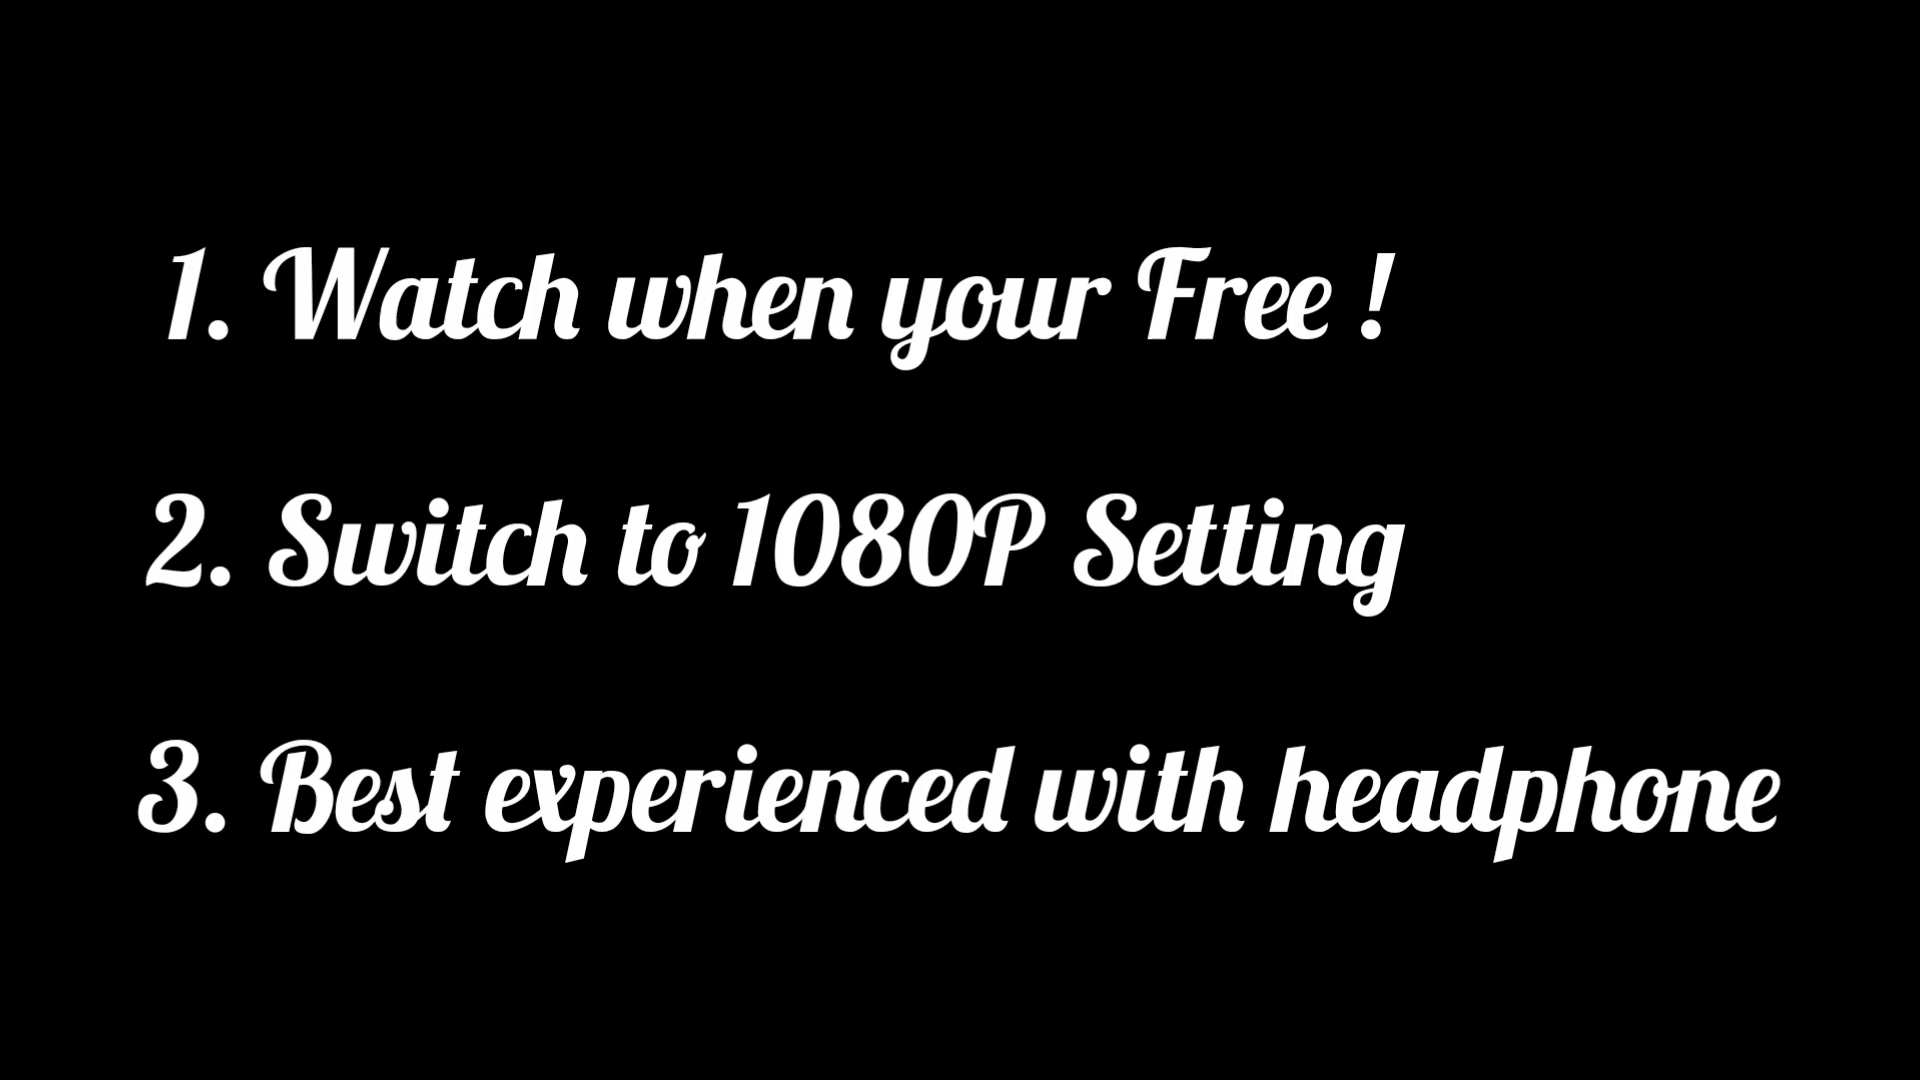 1. Watch when your Free !
2. Switch to 1080P Setting
3. Best experienced with headphone